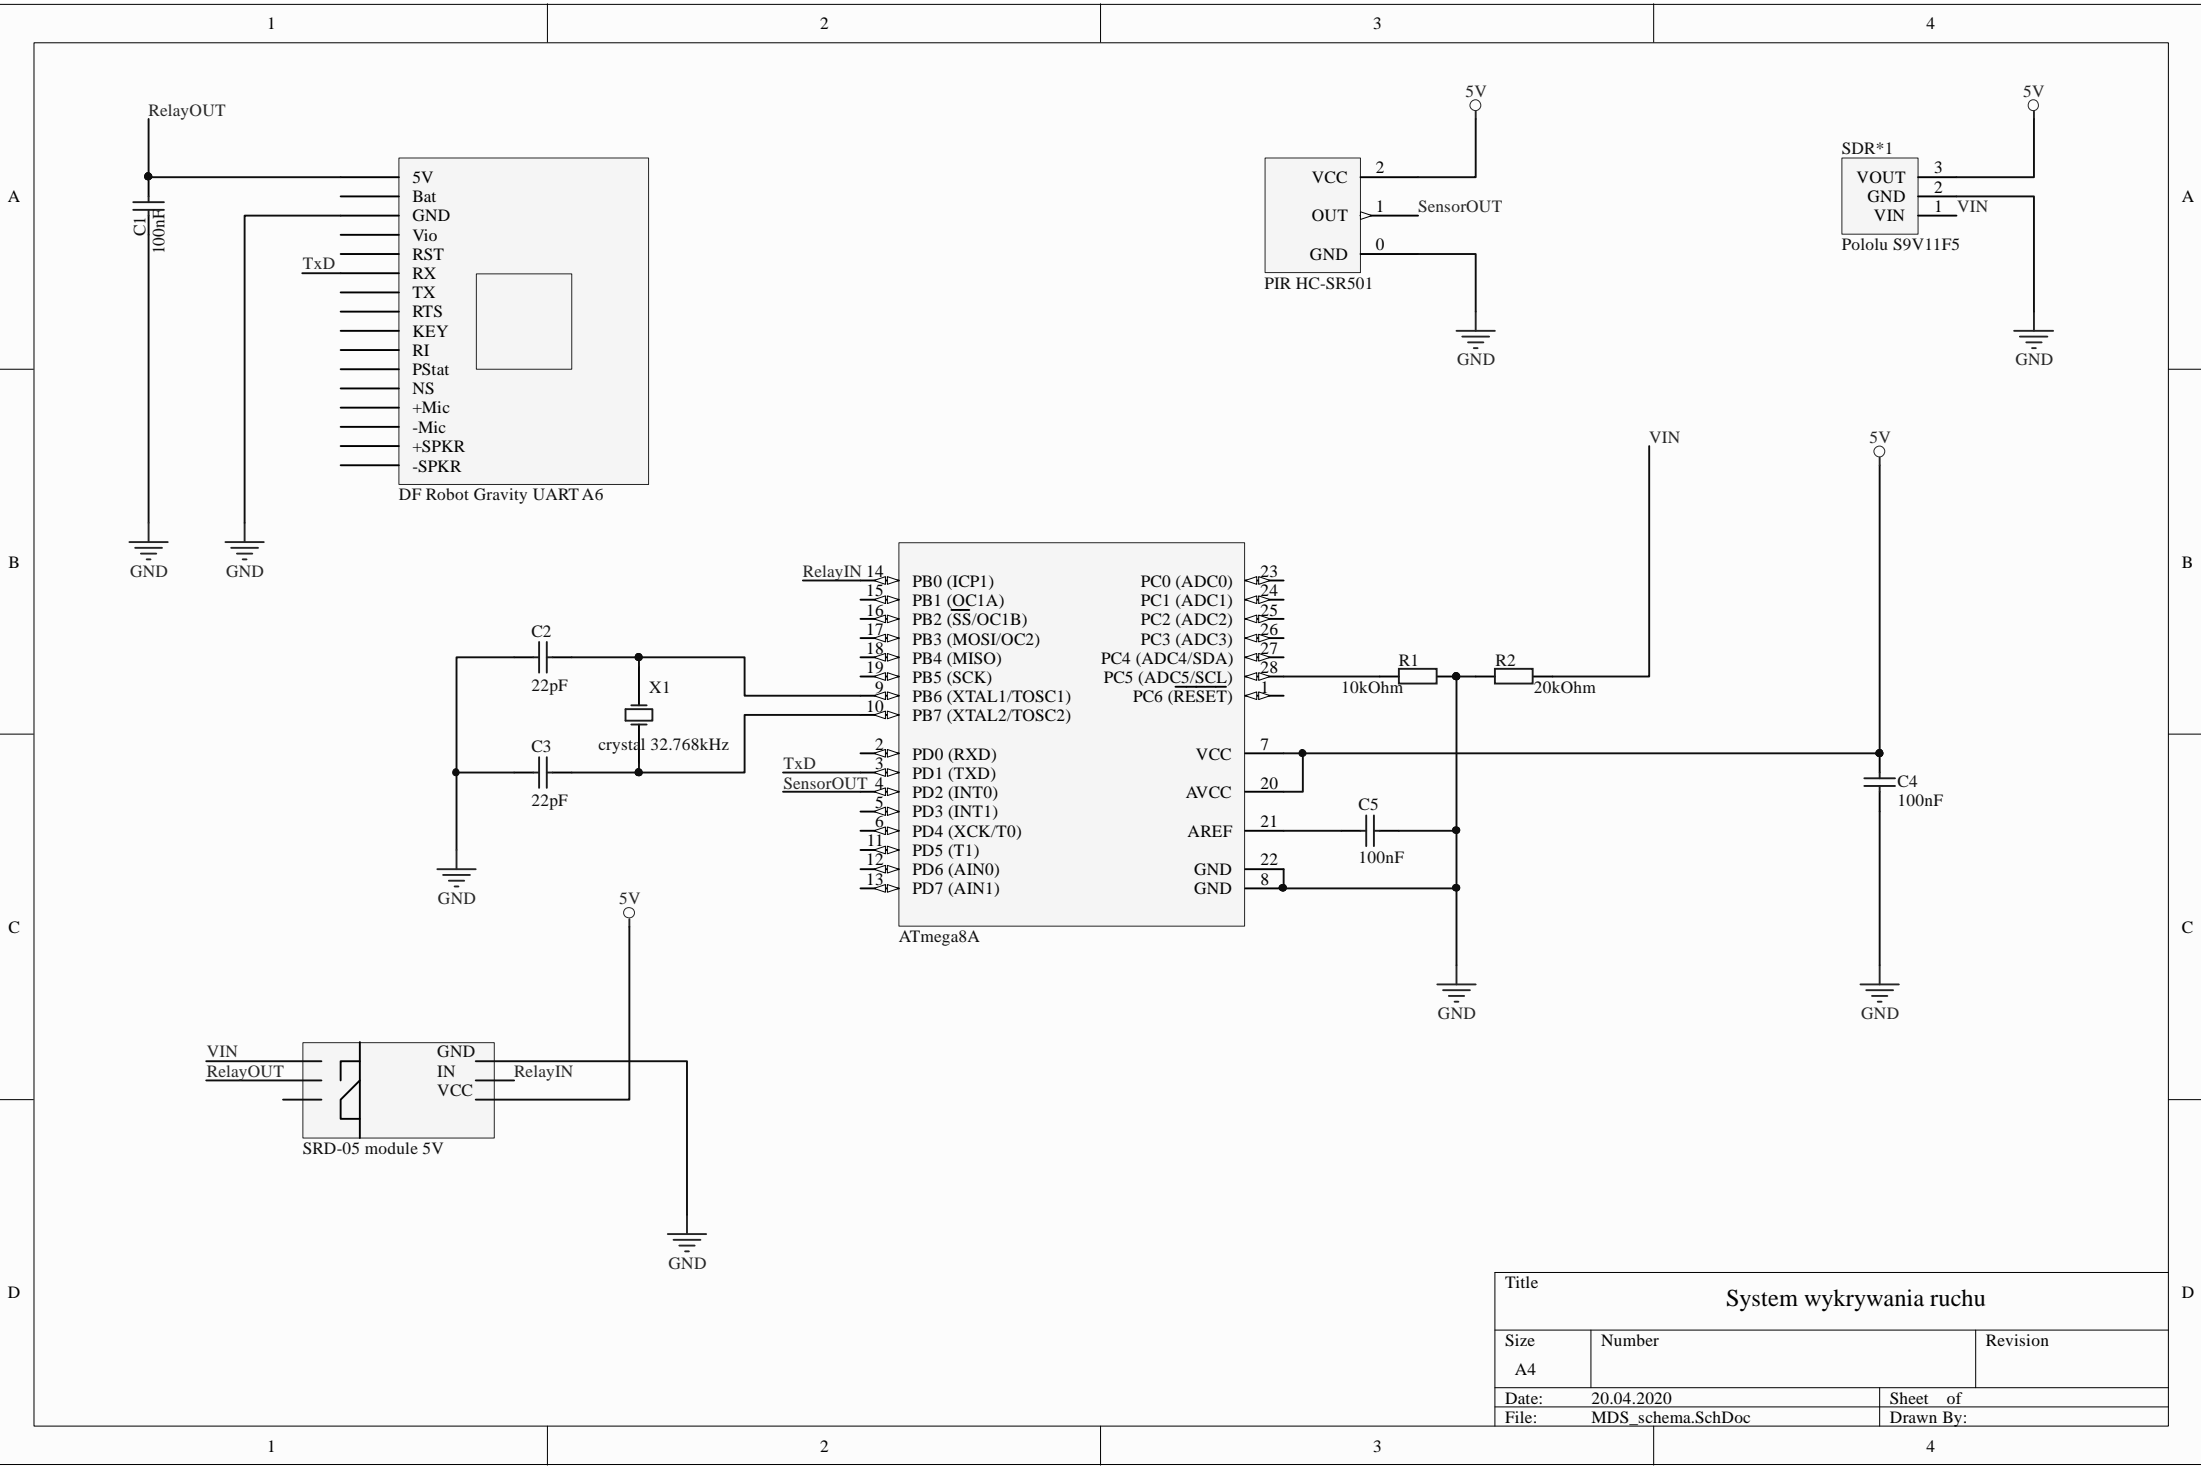 1 2 3 4
A A
B B
C C
D D
1 2 3 4
RelayOUT
C1
100nF
5V
Bat
GND
Vio
RST
TxD
RX
TX
RTS
KEY
RI
PStat
NS
+Mic
-Mic
+SPKR
-SPKR
DF Robot Gravity UART A6
GND
GND
5V
VCC 2
OUT 1 SensorOUT
GND 0
PIR HC-SR501
GND
5V
SDR*1
VOUT 3
GND 2
VIN 1 VIN
Pololu S9V11F5
GND
RelayIN 14 PB0 (ICP1)
15 PB1 (OC1A)
16 PB2 (SS/OC1B)
17 PB3 (MOSI/OC2)
18 PB4 (MISO)
19 PB5 (SCK)
9 PB6 (XTAL1/TOSC1)
10 PB7 (XTAL2/TOSC2)
2 PD0 (RXD)
TxD 3 PD1 (TXD)
SensorOUT 4 PD2 (INT0)
5 PD3 (INT1)
6 PD4 (XCK/T0)
11 PD5 (T1)
12 PD6 (AIN0)
13 PD7 (AIN1)
PC0 (ADC0) 23
PC1 (ADC1) 24
PC2 (ADC2) 25
PC3 (ADC3) 26
PC4 (ADC4/SDA) 27
PC5 (ADC5/SCL) 28
PC6 (RESET) 1
VCC 7
AVCC 20
AREF 21
GND 22
GND 8
ATmega8A
C2
22pF
X1
crystal 32.768kHz
C3
22pF
GND
R1
10kOhm
R2
20kOhm
VIN
5V
C4
100nF
C5
100nF
GND
GND
5V
VIN
RelayOUT
GND
IN RelayIN
VCC
SRD-05 module 5V
GND
Title
System wykrywania ruchu
Size Number Revision
A4
Date: 20.04.2020 Sheet of
File: MDS_schema.SchDoc Drawn By: